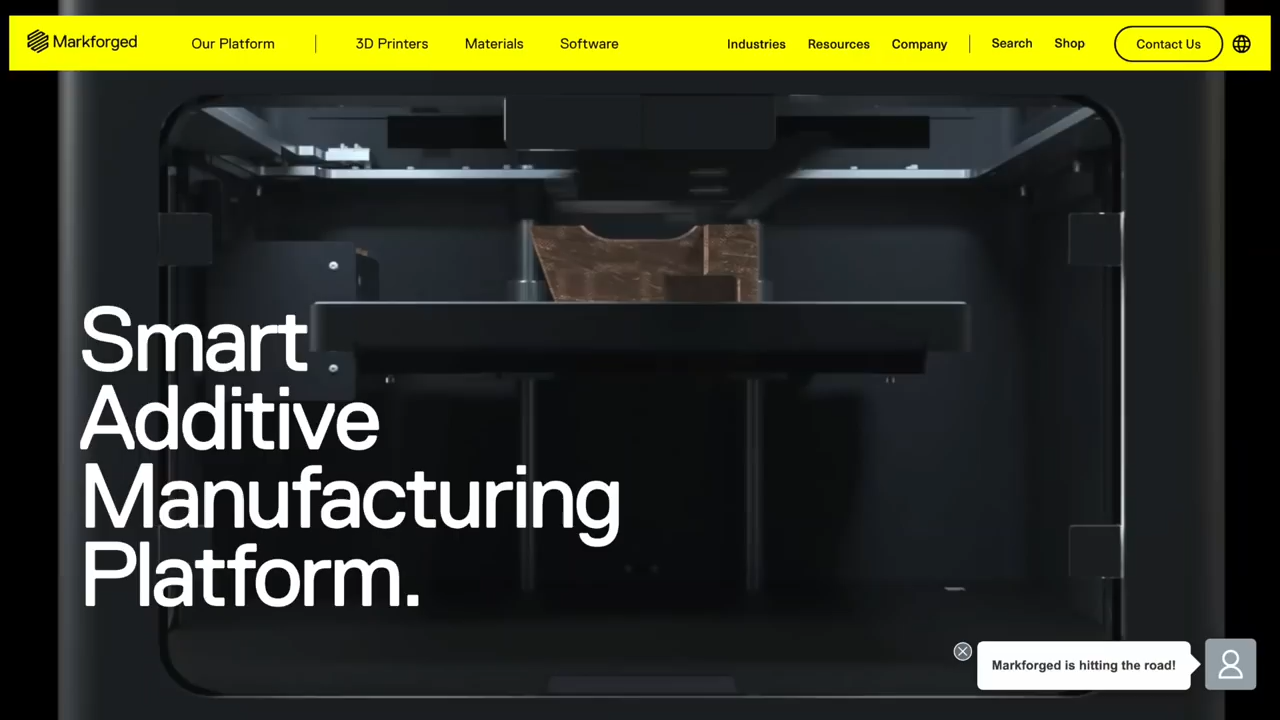 Markforged
Our Platform
3D Printers
Materials
Software
Industries
Resources
Company
Search
Shop
Contact Us
Smart
Additive
Manufacturing
Platform.
Markforged is hitting the road!